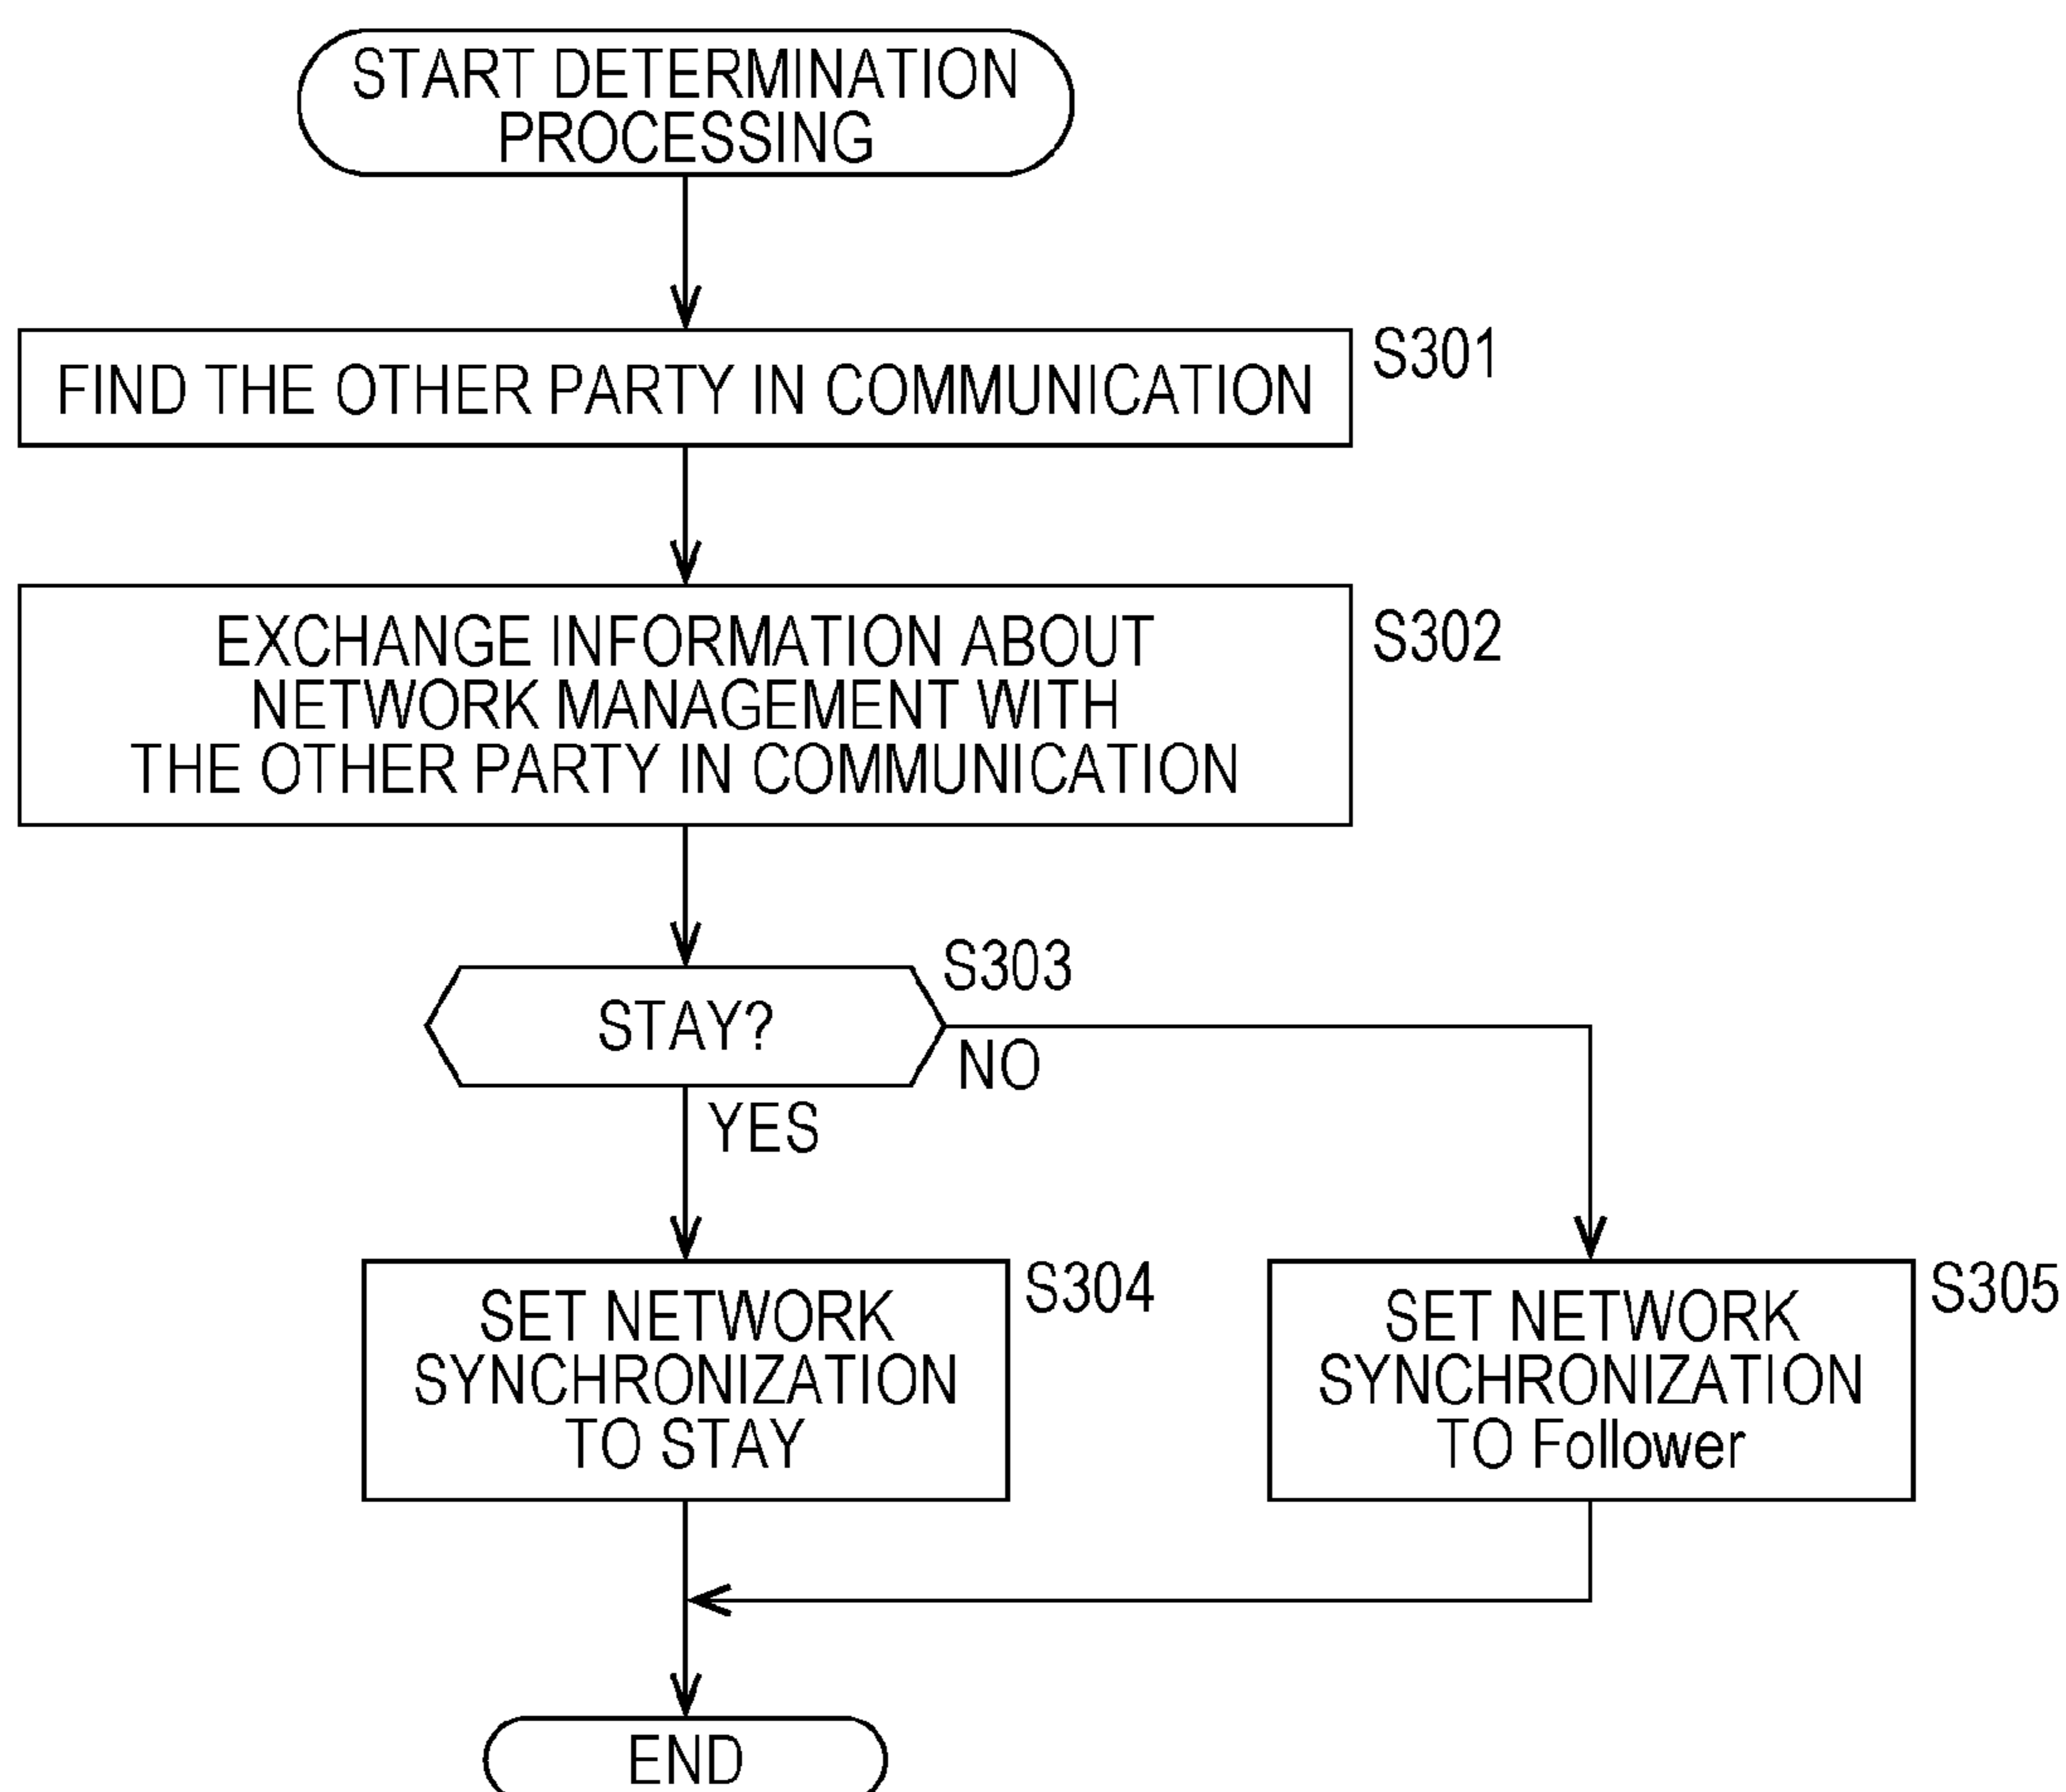 START DETERMINATION
PROCESSING
FIND THE OTHER PARTY IN COMMUNICATION
S301
EXCHANGE INFORMATION ABOUT
NETWORK MANAGEMENT WITH
THE OTHER PARTY IN COMMUNICATION
S302
STAY?
S303
NO
YES
SET NETWORK
SYNCHRONIZATION
TO STAY
S304
SET NETWORK
SYNCHRONIZATION
TO Follower
S305
END